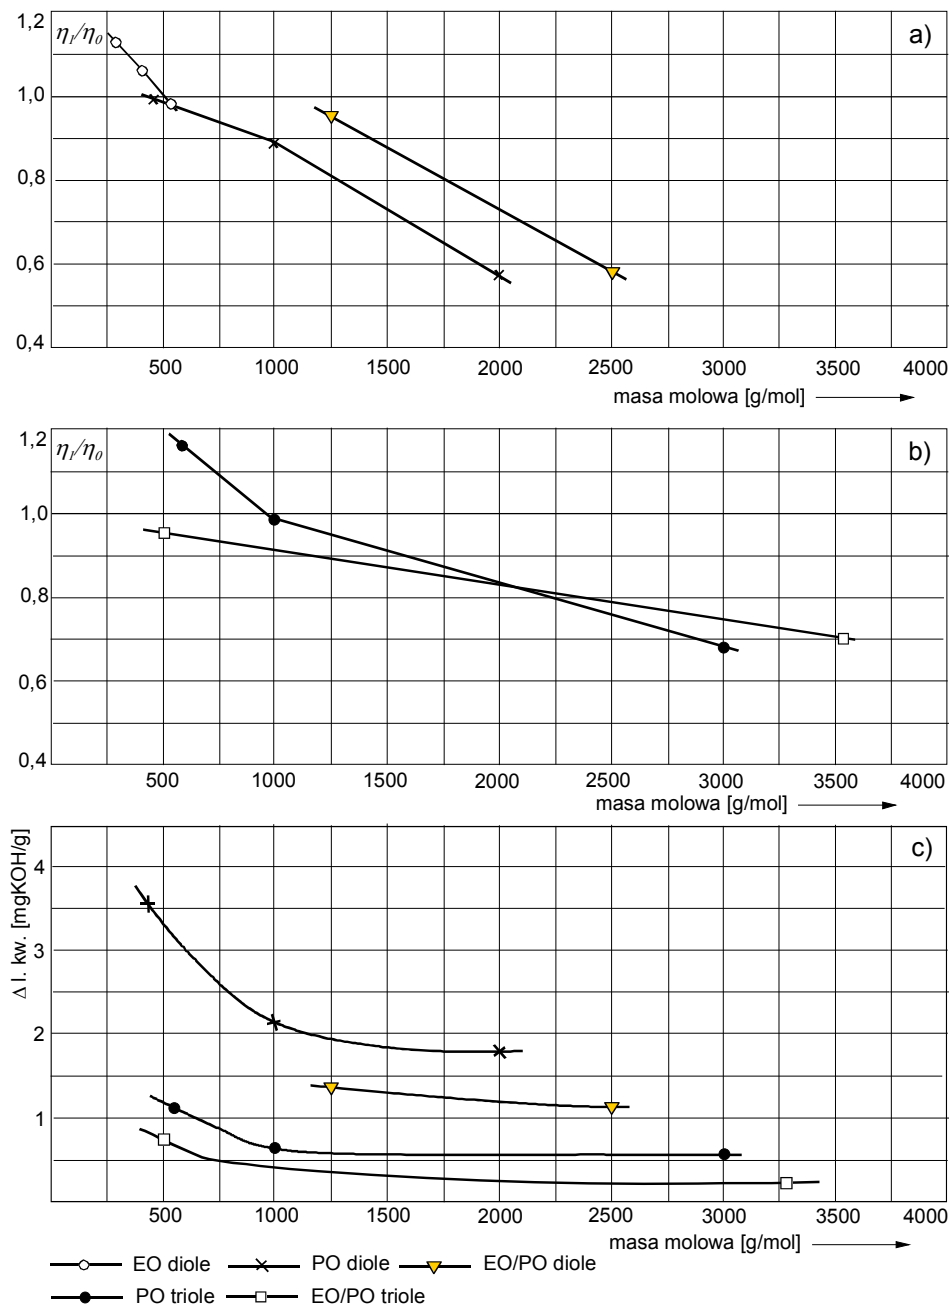 1,2
η1/η0
a)
1,0
0,8
0,6
0,4
500 1000 1500 2000 2500 3000 3500 4000
masa molowa [g/mol]
1,2
η1/η0
b)
1,0
0,8
0,6
0,4
500 1000 1500 2000 2500 3000 3500 4000
masa molowa [g/mol]
c)
Δ l. kw. [mgKOH/g]
4
3
2
1
500 1000 1500 2000 2500 3000 3500 4000
masa molowa [g/mol]
EO diole PO diole EO/PO diole
PO triole EO/PO triole